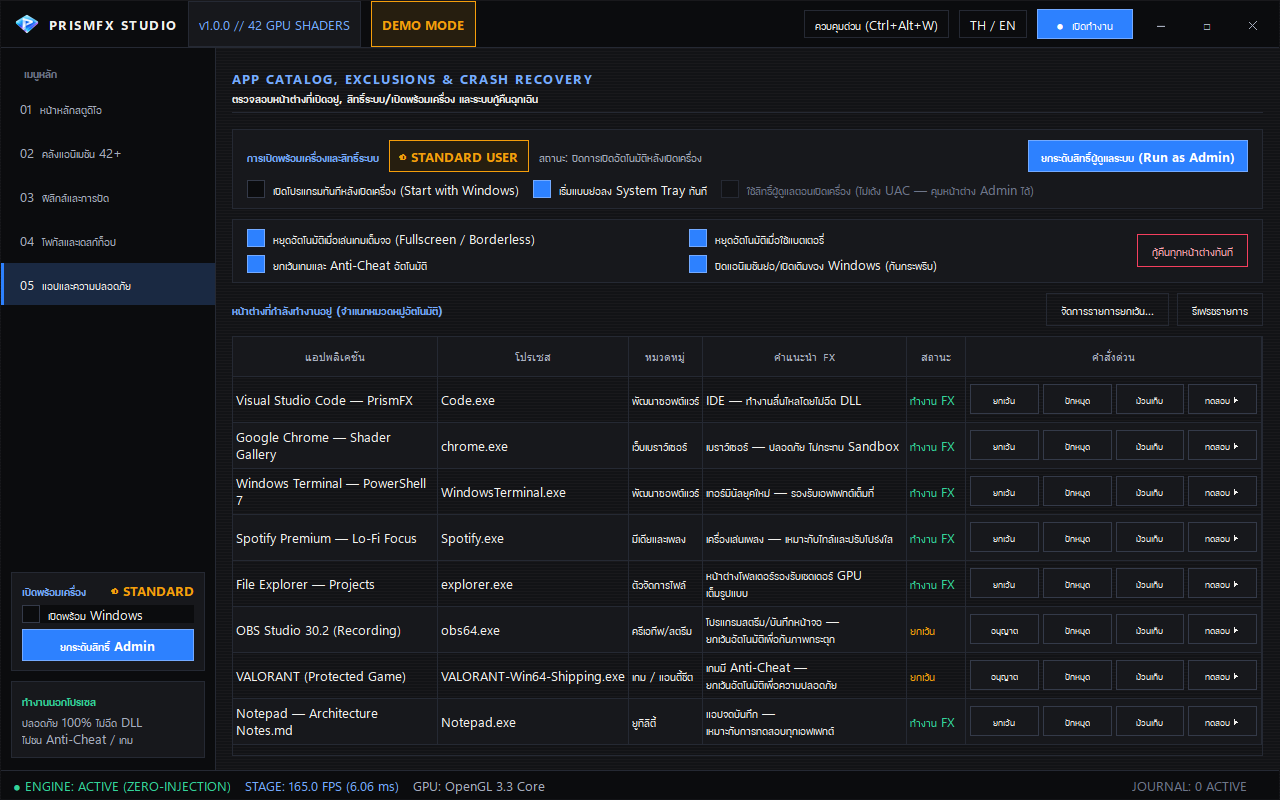 PRISMFX STUDIO
v1.0.0 // 42 GPU SHADERS
DEMO MODE
ควบคุมด่วน (Ctrl+Alt+W)
TH / EN
● เปิดทำงาน
เมนูหลัก
01 หน้าหลักสตูดิโอ
02 คลังแอนิเมชัน 42+
03 ฟิสิกส์และการปัด
04 โฟกัสและเดสก์ท็อป
05 แอปและความปลอดภัย
APP CATALOG, EXCLUSIONS & CRASH RECOVERY
ตรวจสอบหน้าต่างที่เปิดอยู่, สิทธิ์ระบบ/เปิดพร้อมเครื่อง และระบบกู้คืนฉุกเฉิน
การเปิดพร้อมเครื่องและสิทธิ์ระบบ
STANDARD USER
สถานะ: ปิดการเปิดอัตโนมัติหลังเปิดเครื่อง
ยกระดับสิทธิ์ผู้ดูแลระบบ (Run as Admin)
เปิดโปรแกรมทันทีหลังเปิดเครื่อง (Start with Windows)
เริ่มแบบย่อลง System Tray ทันที
ใช้สิทธิ์ผู้ดูแลตอนเปิดเครื่อง (ไม่เด้ง UAC — คุมหน้าต่าง Admin ได้)
หยุดอัตโนมัติเมื่อเล่นเกมเต็มจอ (Fullscreen / Borderless)
หยุดอัตโนมัติเมื่อใช้แบตเตอรี่
ยกเว้นเกมและ Anti-Cheat อัตโนมัติ
ปิดแอนิเมชันย่อ/เปิดเดิมของ Windows (กันกระพริบ)
กู้คืนทุกหน้าต่างทันที
หน้าต่างที่กำลังทำงานอยู่ (จำแนกหมวดหมู่อัตโนมัติ)
จัดการรายการยกเว้น...
รีเฟรชรายการ
แอปพลิเคชัน โปรเซส หมวดหมู่ คำแนะนำ FX สถานะ คำสั่งด่วน
Visual Studio Code — PrismFX Code.exe พัฒนาซอฟต์แวร์ IDE — ทำงานลื่นไหลโดยไม่ฉีด DLL ทำงาน FX ยกเว้น ปักหมุด ม้วนเก็บ ทดสอบ
Google Chrome — Shader
Gallery
chrome.exe เว็บเบราว์เซอร์ เบราว์เซอร์ — ปลอดภัย ไม่กระทบ Sandbox ทำงาน FX ยกเว้น ปักหมุด ม้วนเก็บ ทดสอบ
Windows Terminal — PowerShell
7
WindowsTerminal.exe พัฒนาซอฟต์แวร์ เทอร์มินัลยุคใหม่ — รองรับเอฟเฟกต์เต็มที่ ทำงาน FX ยกเว้น ปักหมุด ม้วนเก็บ ทดสอบ
Spotify Premium — Lo-Fi Focus Spotify.exe มีเดียและเพลง เครื่องเล่นเพลง — เหมาะกับโกลว์และปรับโปร่งใส ทำงาน FX ยกเว้น ปักหมุด ม้วนเก็บ ทดสอบ
File Explorer — Projects explorer.exe ตัวจัดการไฟล์
หน้าต่างโฟลเดอร์รองรับเชดเดอร์ GPU
เต็มรูปแบบ
ทำงาน FX ยกเว้น ปักหมุด ม้วนเก็บ ทดสอบ
OBS Studio 30.2 (Recording) obs64.exe ครีเอทีฟ/สตรีม
โปรแกรมสตรีม/บันทึกหน้าจอ —
ยกเว้นอัตโนมัติเพื่อกันภาพกระตุก
ยกเว้น อนุญาต ปักหมุด ม้วนเก็บ ทดสอบ
VALORANT (Protected Game) VALORANT-Win64-Shipping.exe เกม / แอนตี้ชีต
เกมมี Anti-Cheat —
ยกเว้นอัตโนมัติเพื่อความปลอดภัย
ยกเว้น อนุญาต ปักหมุด ม้วนเก็บ ทดสอบ
Notepad — Architecture
Notes.md
Notepad.exe ยูทิลิตี้
แอปจดบันทึก —
เหมาะกับการทดสอบทุกเอฟเฟกต์
ทำงาน FX ยกเว้น ปักหมุด ม้วนเก็บ ทดสอบ
เปิดพร้อมเครื่อง
STANDARD
เปิดพร้อม Windows
ยกระดับสิทธิ์ Admin
ทำงานนอกโปรเซส
ปลอดภัย 100% ไม่ฉีด DLL
ไม่ชน Anti-Cheat / เกม
● ENGINE: ACTIVE (ZERO-INJECTION)
STAGE: 165.0 FPS (6.06 ms)
GPU: OpenGL 3.3 Core
JOURNAL: 0 ACTIVE